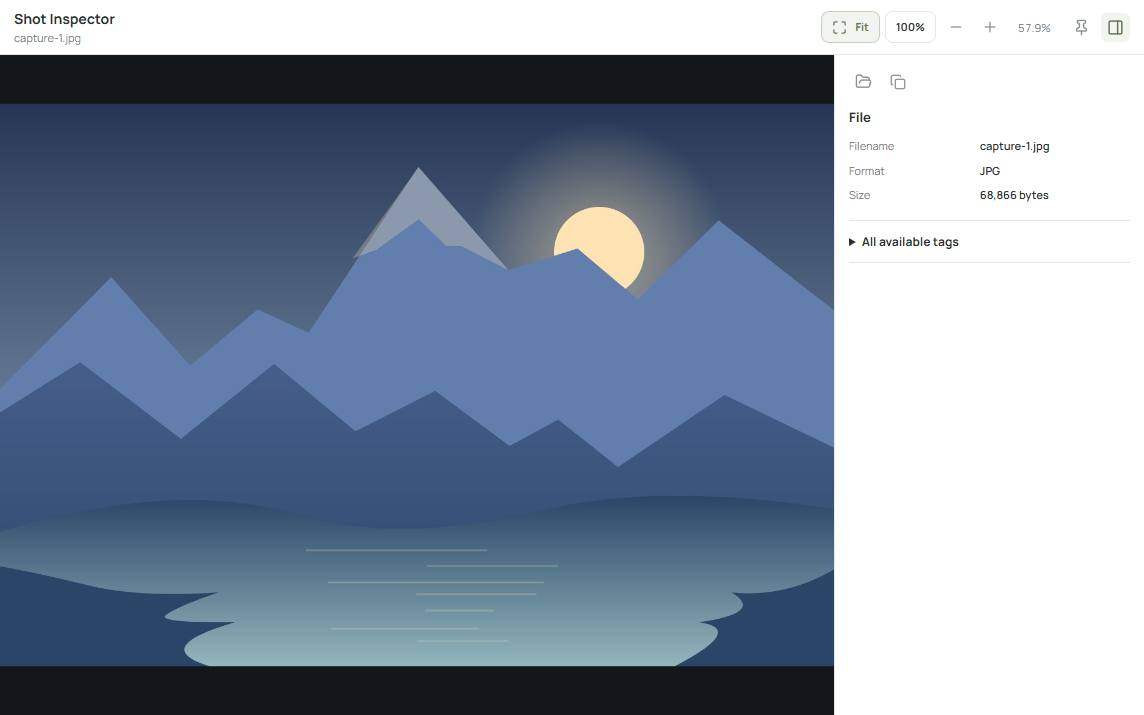 Shot Inspector
capture-1.jpg
Fit
100%
57.9%
File
Filename capture-1.jpg
Format JPG
Size 68,866 bytes
All available tags